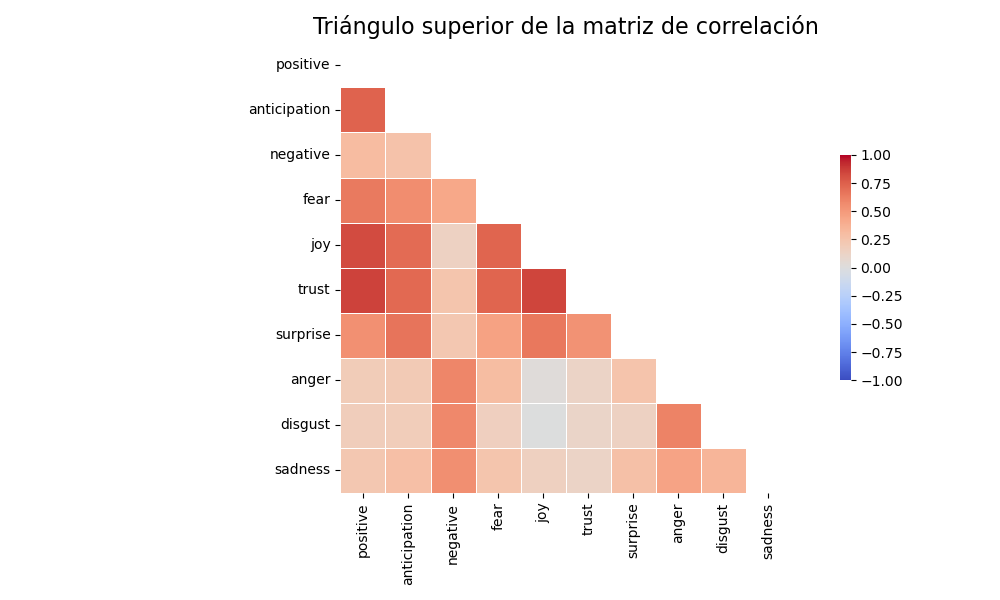 Triángulo superior de la matriz de correlación
positive
anticipation
negative
fear
joy
trust
surprise
anger
disgust
sadness
positive
anticipation
negative
fear
joy
trust
surprise
anger
disgust
sadness
1.00
0.75
0.50
0.25
0.00
−0.25
−0.50
−0.75
−1.00